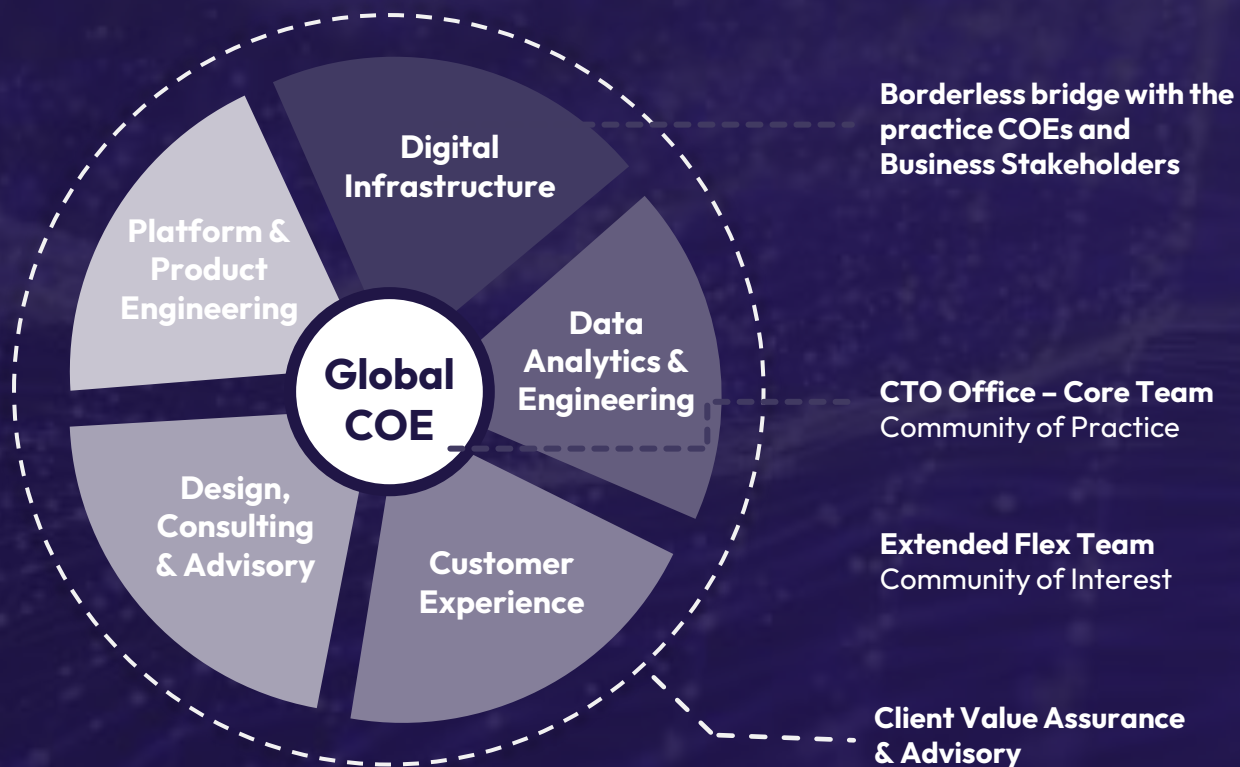 Digital
Infrastructure
Platform &
Product
Engineering
Data
Analytics &
Engineering
Global
COE
Design,
Consulting
& Advisory
Customer
Experience
Borderless bridge with the
practice COEs and
Business Stakeholders
CTO Office – Core Team
Community of Practice
Extended Flex Team
Community of Interest
Client Value Assurance
& Advisory